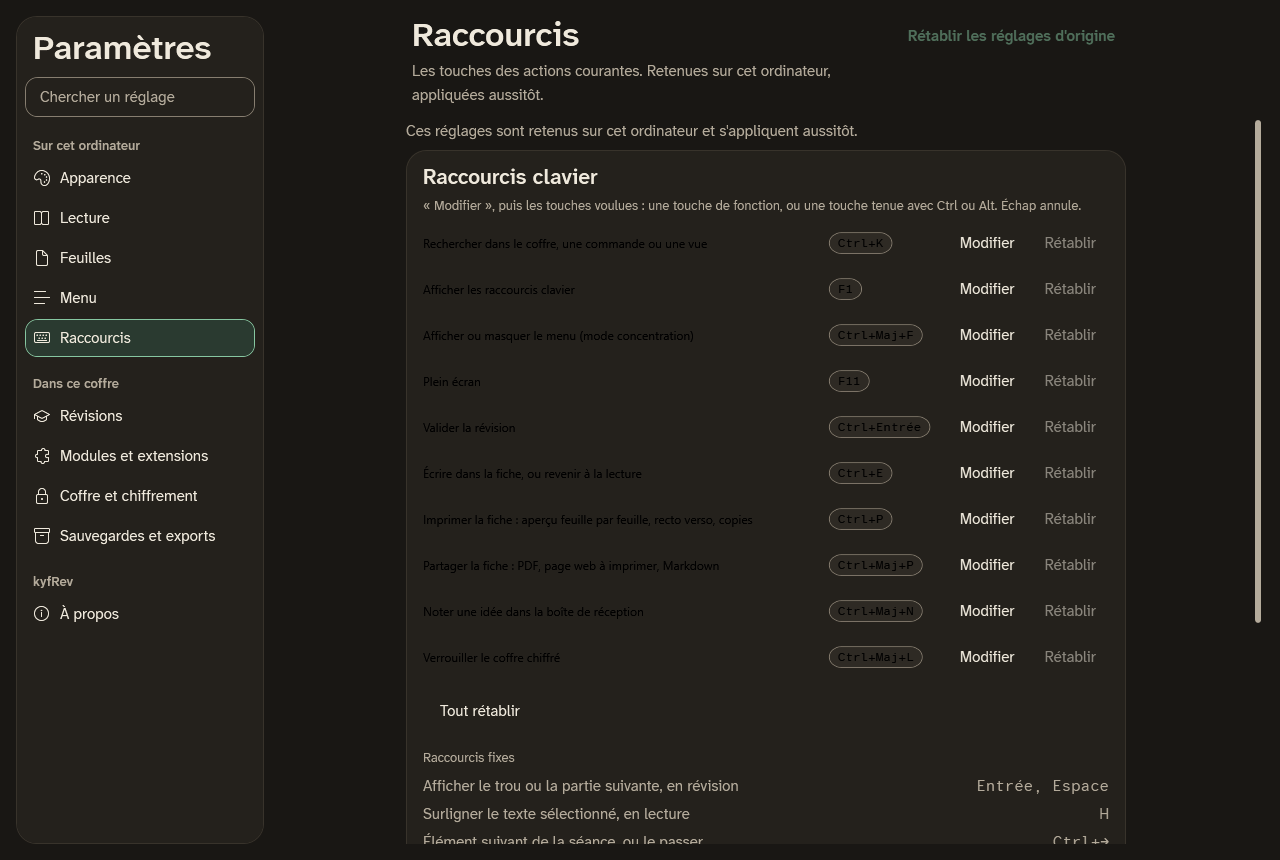 Paramètres
Chercher un réglage
Sur cet ordinateur
Apparence
Lecture
Feuilles
Menu
Raccourcis
Dans ce coffre
Révisions
Modules et extensions
Coffre et chiffrement
Sauvegardes et exports
kyfRev
À propos
Raccourcis
Rétablir les réglages d'origine
Les touches des actions courantes. Retenues sur cet ordinateur,
appliquées aussitôt.
Ces réglages sont retenus sur cet ordinateur et s'appliquent aussitôt.
Raccourcis clavier
« Modifier », puis les touches voulues : une touche de fonction, ou une touche tenue avec Ctrl ou Alt. Échap annule.
Rechercher dans le coffre, une commande ou une vue Ctrl+K Modifier Rétablir
Afficher les raccourcis clavier F1 Modifier Rétablir
Afficher ou masquer le menu (mode concentration) Ctrl+Maj+F Modifier Rétablir
Plein écran F11 Modifier Rétablir
Valider la révision Ctrl+Entrée Modifier Rétablir
Écrire dans la fiche, ou revenir à la lecture Ctrl+E Modifier Rétablir
Imprimer la fiche : aperçu feuille par feuille, recto verso, copies Ctrl+P Modifier Rétablir
Partager la fiche : PDF, page web à imprimer, Markdown Ctrl+Maj+P Modifier Rétablir
Noter une idée dans la boîte de réception Ctrl+Maj+N Modifier Rétablir
Verrouiller le coffre chiffré Ctrl+Maj+L Modifier Rétablir
Tout rétablir
Raccourcis fixes
Afficher le trou ou la partie suivante, en révision Entrée, Espace
Surligner le texte sélectionné, en lecture H
Élément suivant de la séance, ou le passer Ctrl+→